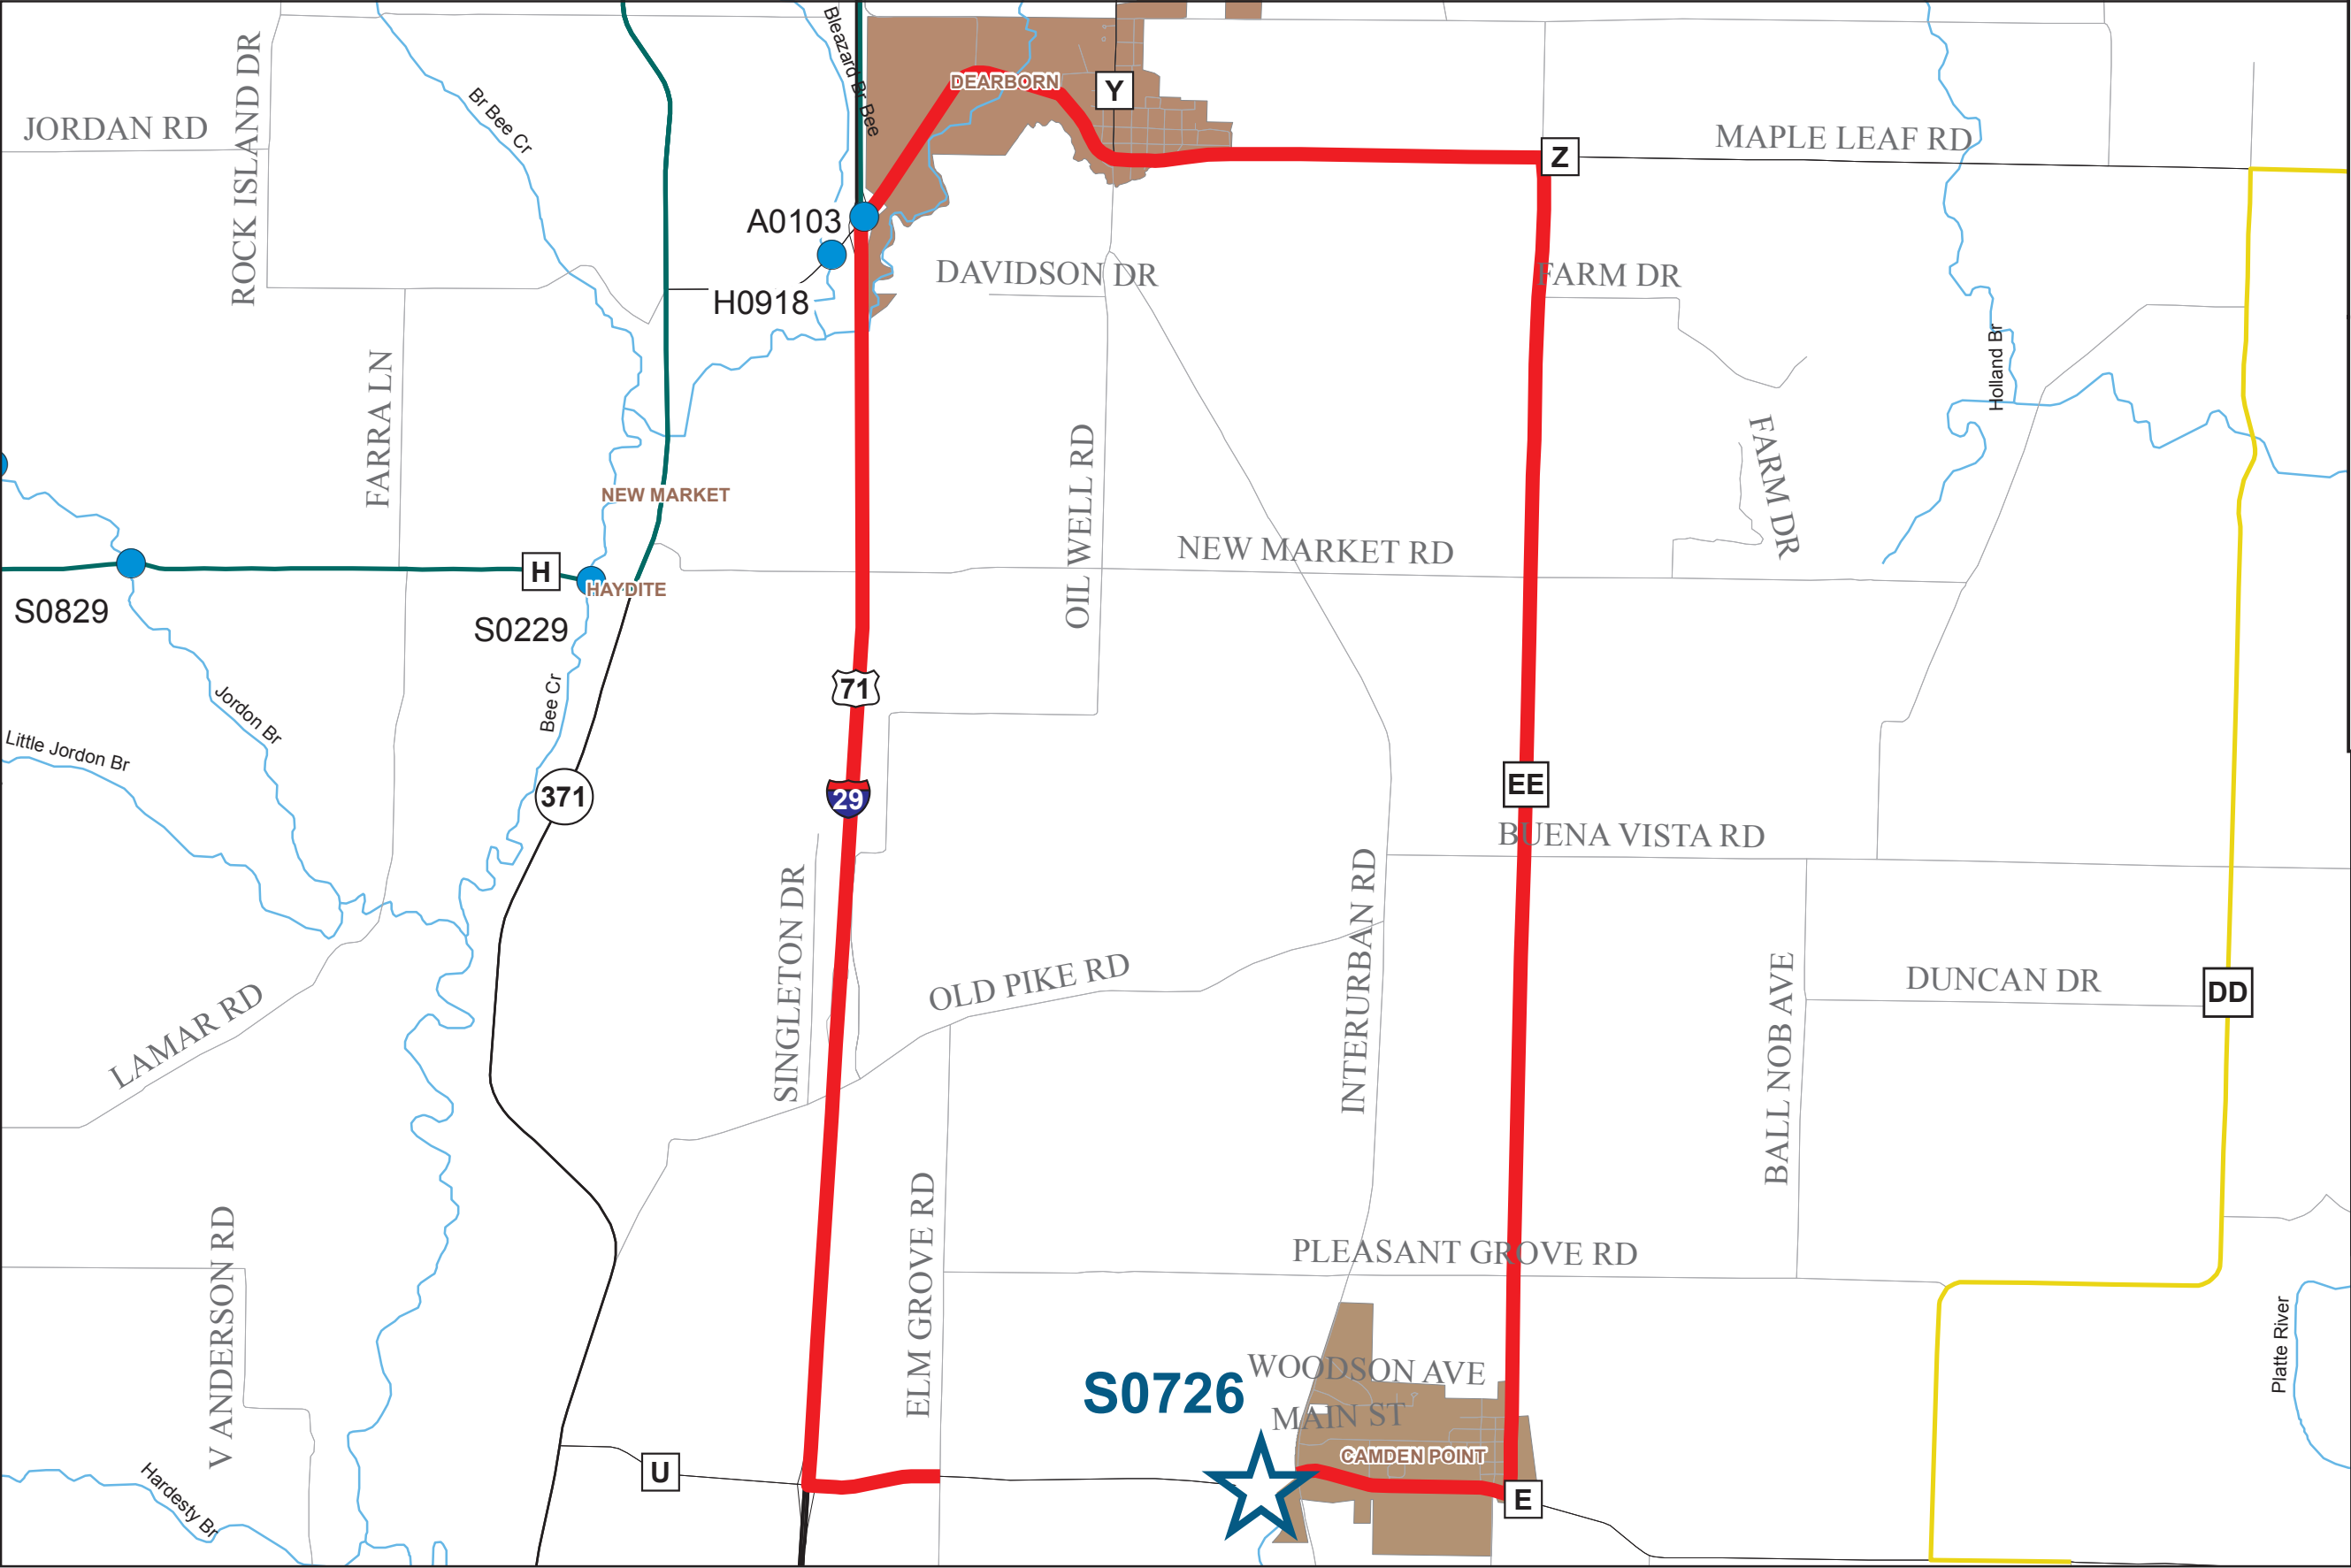 Bleazard Br Bee
ROCK ISLAND DR
Br Bee Cr
DEARBORN
Y
JORDAN RD
MAPLE LEAF RD
Z
A0103
H0918
DAVIDSON DR
FARM DR
Holland Br
FARRA LN
FARM DR
OIL WELL RD
NEW MARKET
NEW MARKET RD
H
HAYDITE
S0829
S0229
71
Jordon Br
Bee Cr
Little Jordon Br
371
29
EE
BUENA VISTA RD
SINGLETON DR
INTERURBAN RD
OLD PIKE RD
BALL NOB AVE
DUNCAN DR
DD
LAMAR RD
ELM GROVE RD
PLEASANT GROVE RD
V ANDERSON RD
Platte River
WOODSON AVE
S0726
MAIN ST
CAMDEN POINT
U
E
Hardesty Br